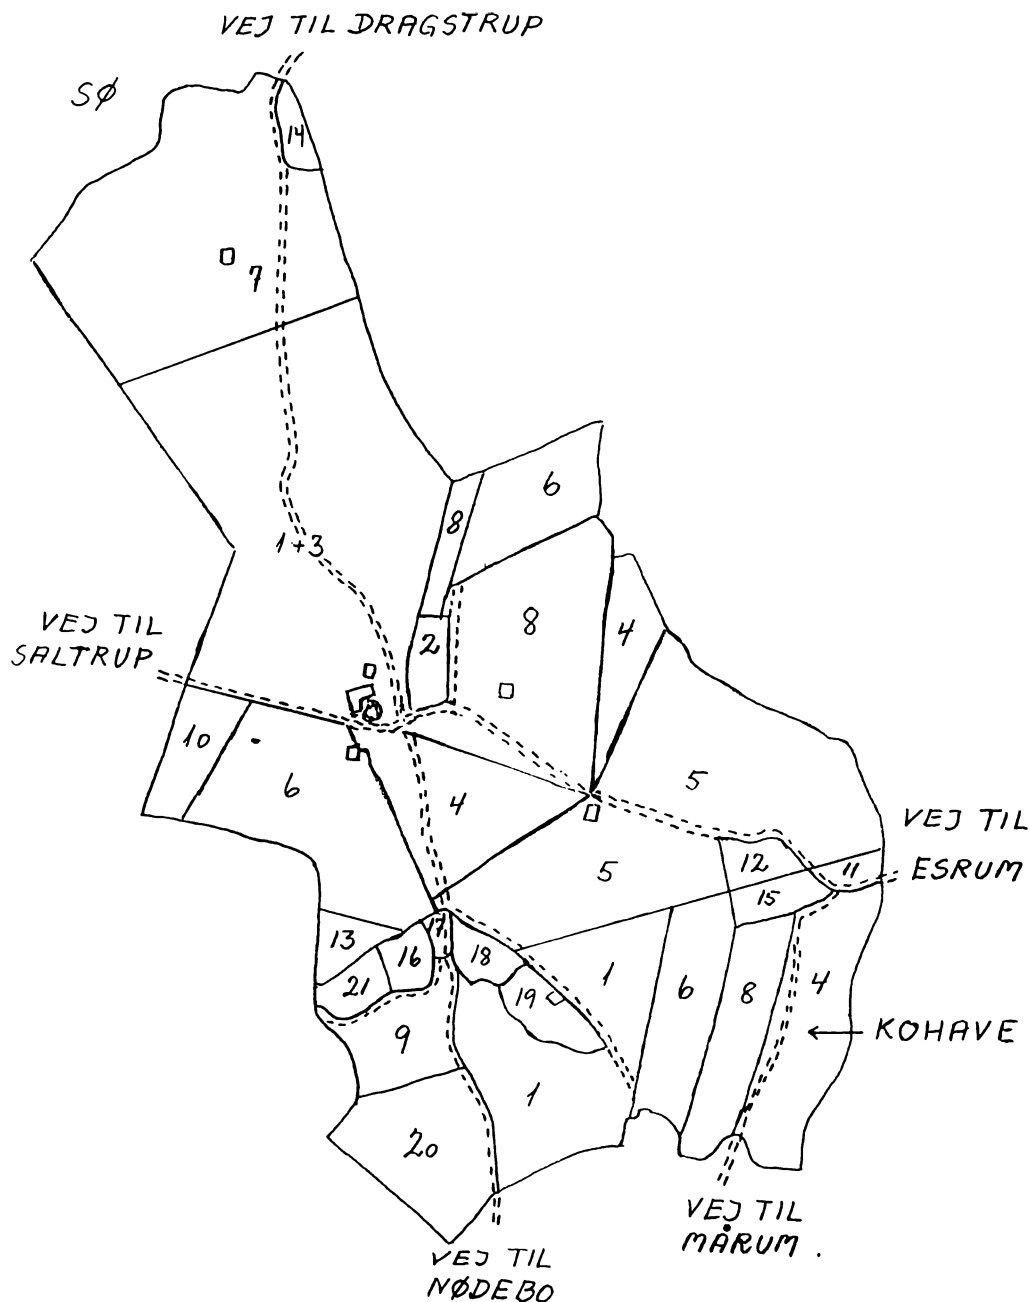 VEJ TIL DRAGSTRUP
SØ
14
7
6
8
1+3
8
4
2
VEJ TIL
SALTRUP
10
6
4
5
VEJ TIL
ESRUM
12
11
5
15
17
13
16
18
21
19
1
6
8
4
KOHAVE
9
1
20
VEJ TIL
MÅRUM.
VEJ TIL
NØDEBO